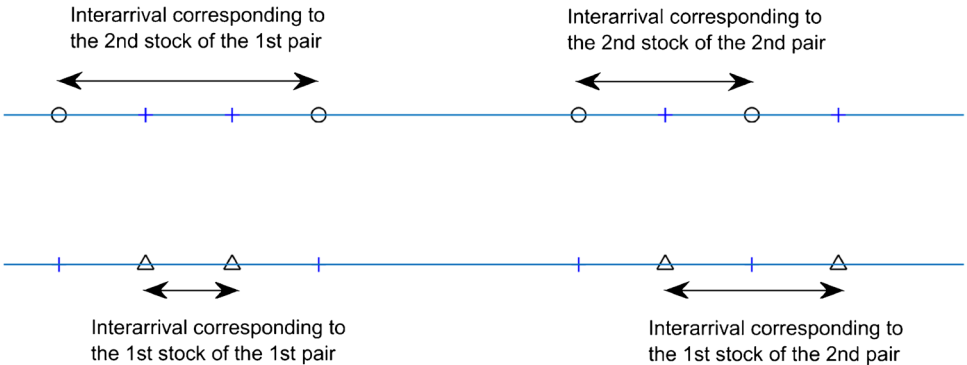 Interarrival corresponding to
the 2nd stock of the 1st pair
Interarrival corresponding to
the 2nd stock of the 2nd pair
Interarrival corresponding to
the 1st stock of the 1st pair
Interarrival corresponding to
the 1st stock of the 2nd pair